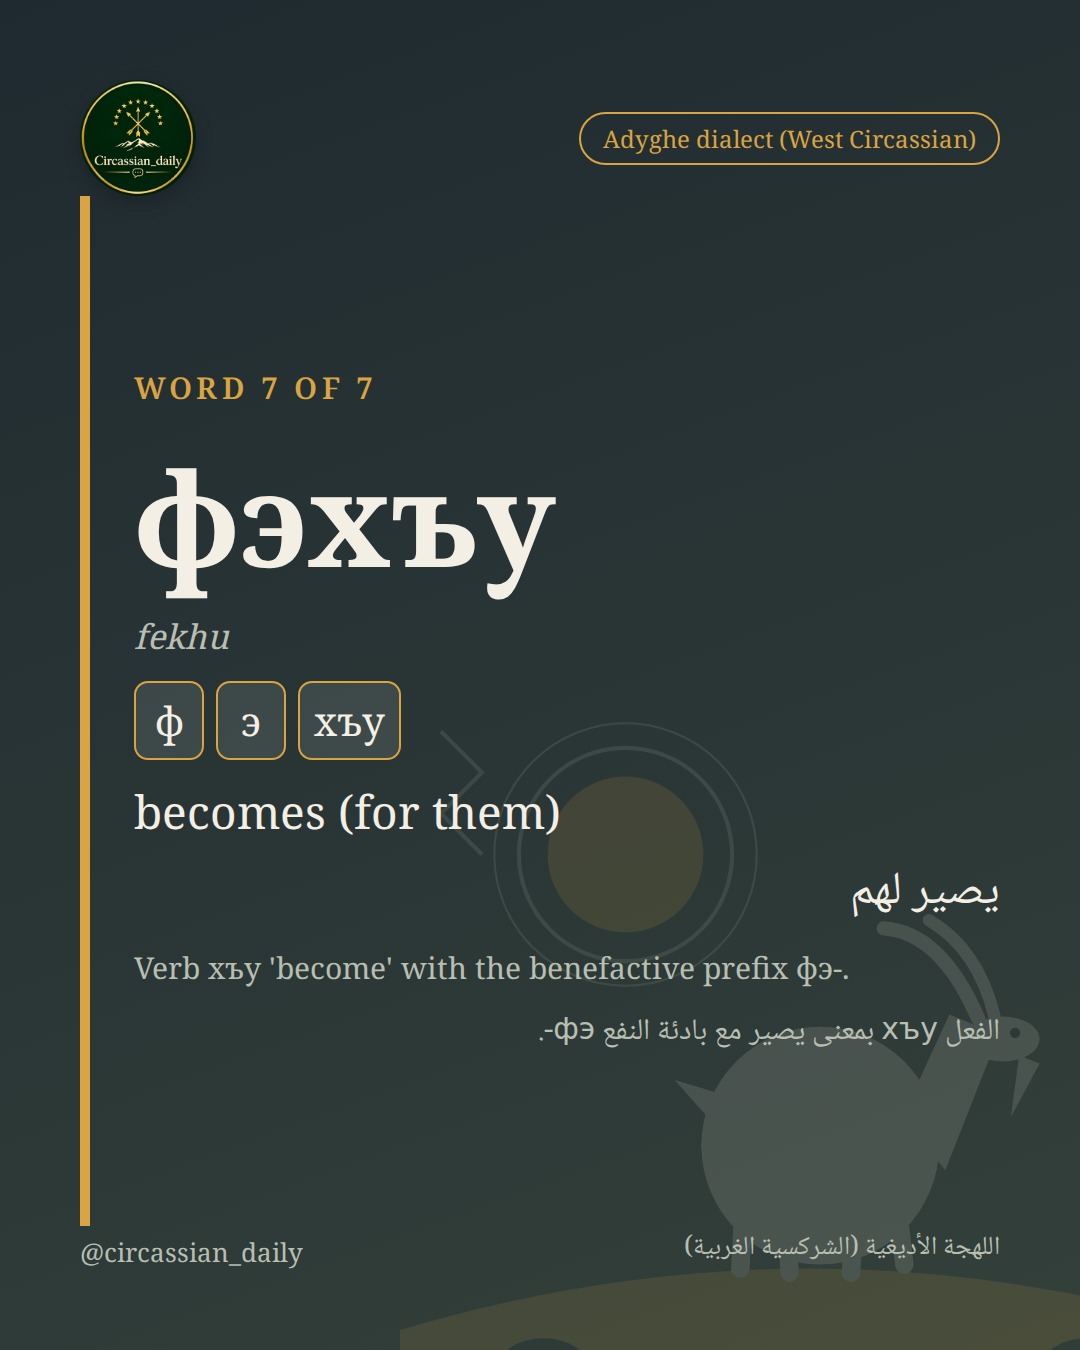 Circassian_daily
Adyghe dialect (West Circassian)
WORD 7 OF 7
фэхъу
fekhu
ф э хъу
becomes (for them)
يصير لهم
Verb хъу 'become' with the benefactive prefix фэ-.
الفعل хъу بمعنى يصير مع بادئة النفع фэ-.
@circassian_daily
اللهجة الأديغية (الشركسية الغربية)